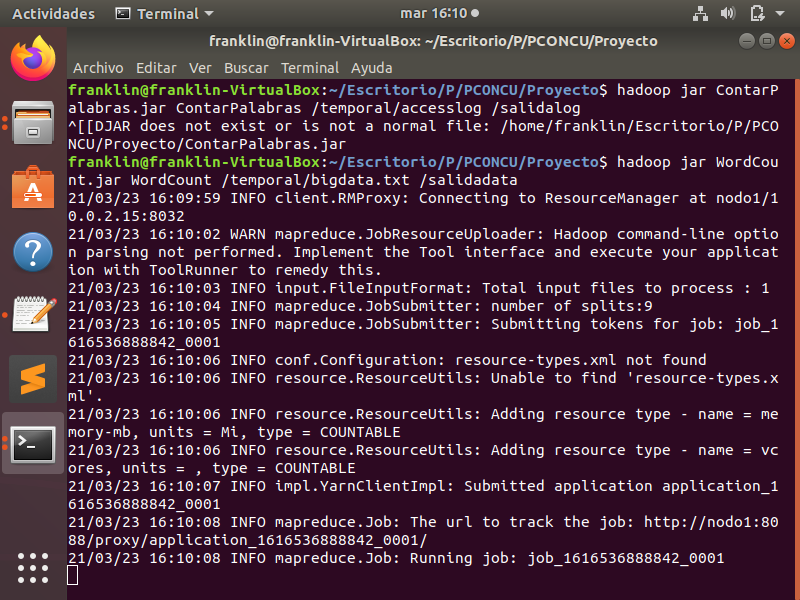 Actividades Terminal mar 16:10
franklin@franklin-VirtualBox: ~/Escritorio/P/PCONCU/Proyecto
Archivo Editar Ver Buscar Terminal Ayuda
franklin@franklin-VirtualBox:~/Escritorio/P/PCONCU/Proyecto$ hadoop jar ContarP
alabras.jar ContarPalabras /temporal/accesslog /salidalog
^[[DJAR does not exist or is not a normal file: /home/franklin/Escritorio/P/PCO
NCU/Proyecto/ContarPalabras.jar
franklin@franklin-VirtualBox:~/Escritorio/P/PCONCU/Proyecto$ hadoop jar WordCou
nt.jar WordCount /temporal/bigdata.txt /salidadata
21/03/23 16:09:59 INFO client.RMProxy: Connecting to ResourceManager at nodo1/1
0.0.2.15:8032
21/03/23 16:10:02 WARN mapreduce.JobResourceUploader: Hadoop command-line optio
n parsing not performed. Implement the Tool interface and execute your applicat
ion with ToolRunner to remedy this.
21/03/23 16:10:03 INFO input.FileInputFormat: Total input files to process : 1
21/03/23 16:10:04 INFO mapreduce.JobSubmitter: number of splits:9
21/03/23 16:10:05 INFO mapreduce.JobSubmitter: Submitting tokens for job: job_1
616536888842_0001
21/03/23 16:10:06 INFO conf.Configuration: resource-types.xml not found
21/03/23 16:10:06 INFO resource.ResourceUtils: Unable to find 'resource-types.x
ml'.
21/03/23 16:10:06 INFO resource.ResourceUtils: Adding resource type - name = me
mory-mb, units = Mi, type = COUNTABLE
21/03/23 16:10:06 INFO resource.ResourceUtils: Adding resource type - name = vc
ores, units = , type = COUNTABLE
21/03/23 16:10:07 INFO impl.YarnClientImpl: Submitted application application_1
616536888842_0001
21/03/23 16:10:08 INFO mapreduce.Job: The url to track the job: http://nodo1:80
88/proxy/application_1616536888842_0001/
21/03/23 16:10:08 INFO mapreduce.Job: Running job: job_1616536888842_0001